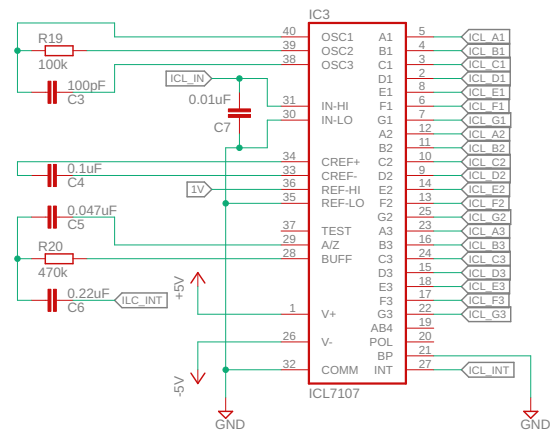 IC3
R19
100k
100pF
C3
ICL_IN
0.01uF
C7
0.1uF
C4
1V
0.047uF
C5
R20
470k
0.22uF
C6
ILC_INT
+5V
-5V
GND
40 OSC1 A1 5 ICL_A1
39 OSC2 B1 4 ICL_B1
38 OSC3 C1 3 ICL_C1
D1 2 ICL_D1
E1 8 ICL_E1
31 IN-HI F1 6 ICL_F1
30 IN-LO G1 7 ICL_G1
A2 12 ICL_A2
B2 11 ICL_B2
34 CREF+ C2 10 ICL_C2
33 CREF- D2 9 ICL_D2
36 REF-HI E2 14 ICL_E2
35 REF-LO F2 13 ICL_F2
G2 25 ICL_G2
37 TEST A3 23 ICL_A3
29 A/Z B3 16 ICL_B3
28 BUFF C3 24 ICL_C3
D3 15 ICL_D3
E3 18 ICL_E3
F3 17 ICL_F3
1 V+ G3 22 ICL_G3
AB4 19
26 V- POL 20
BP 21
32 COMM INT 27 ICL_INT
ICL7107
GND